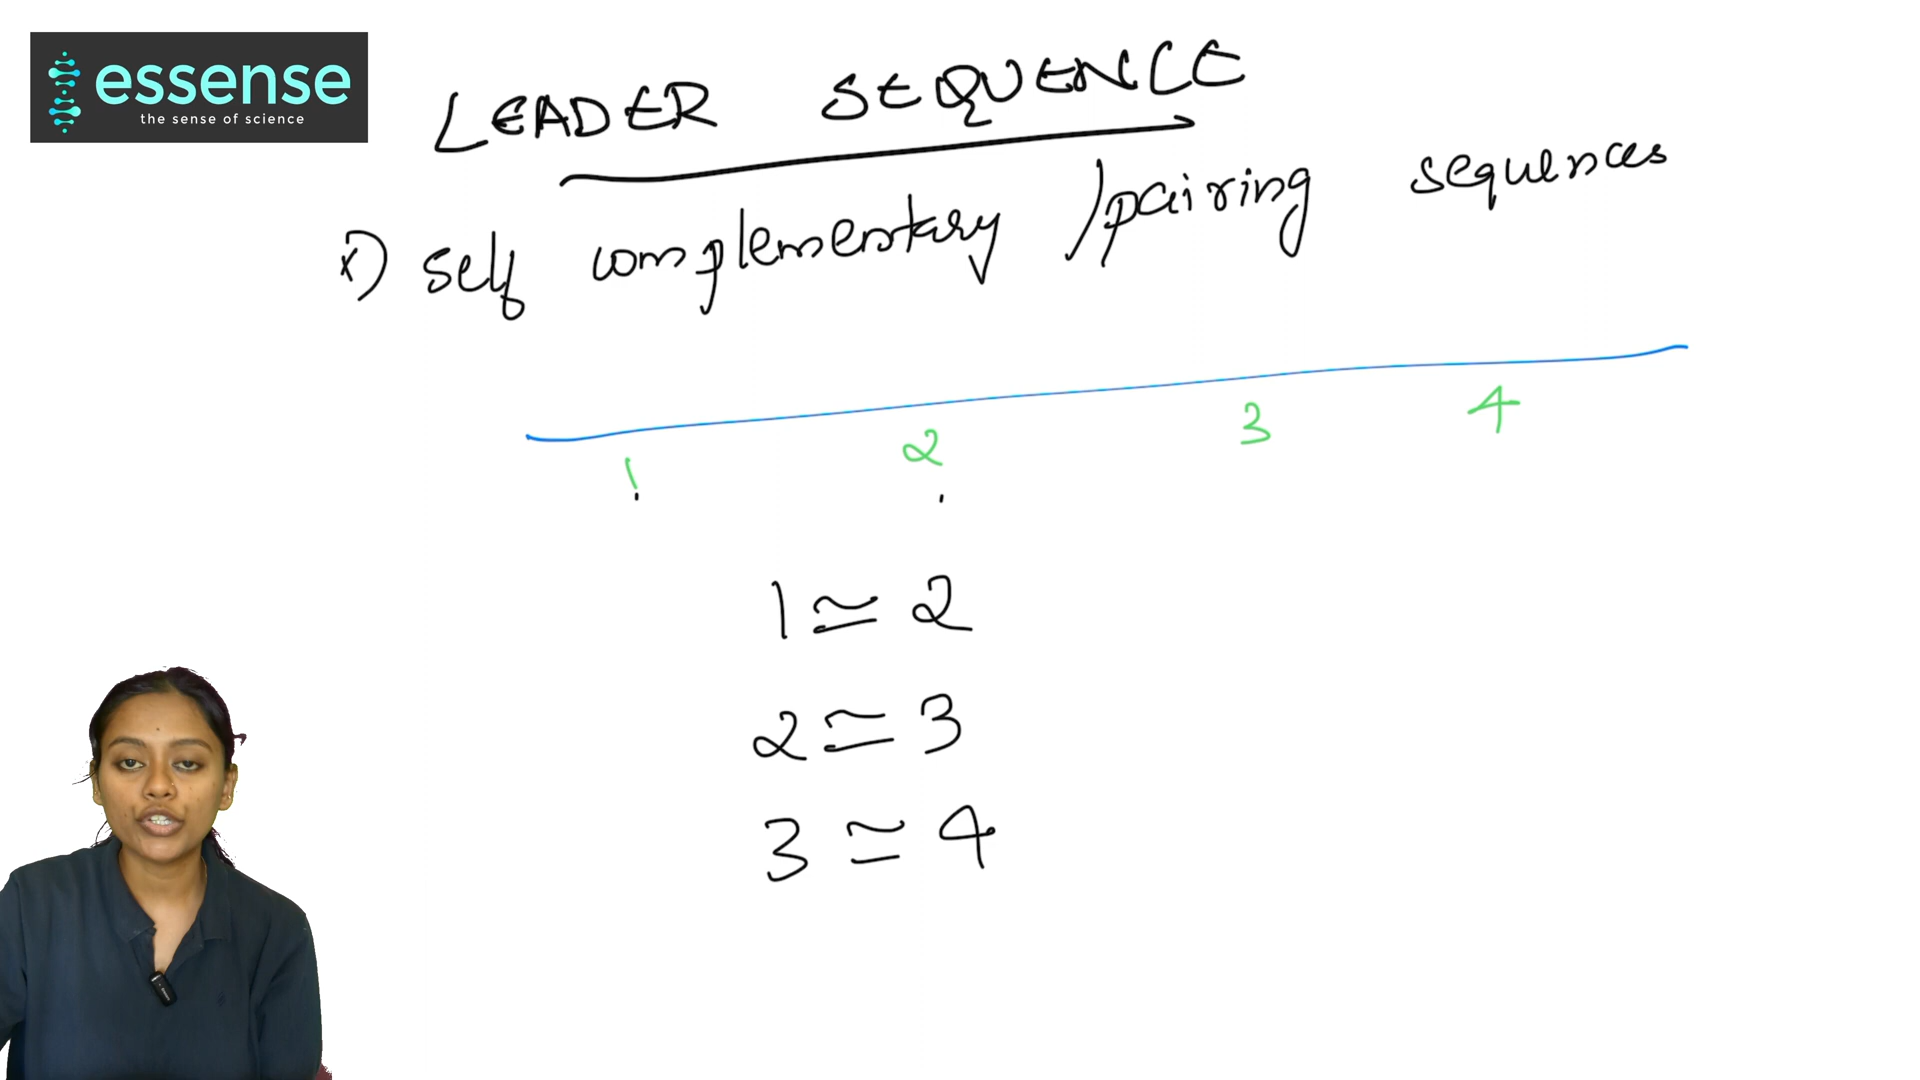 essense
the sense of science
LEADER SEQUENCE
*) self complementary / pairing sequences
1 2 3 4
1 ≃ 2
2 ≃ 3
3 ≃ 4